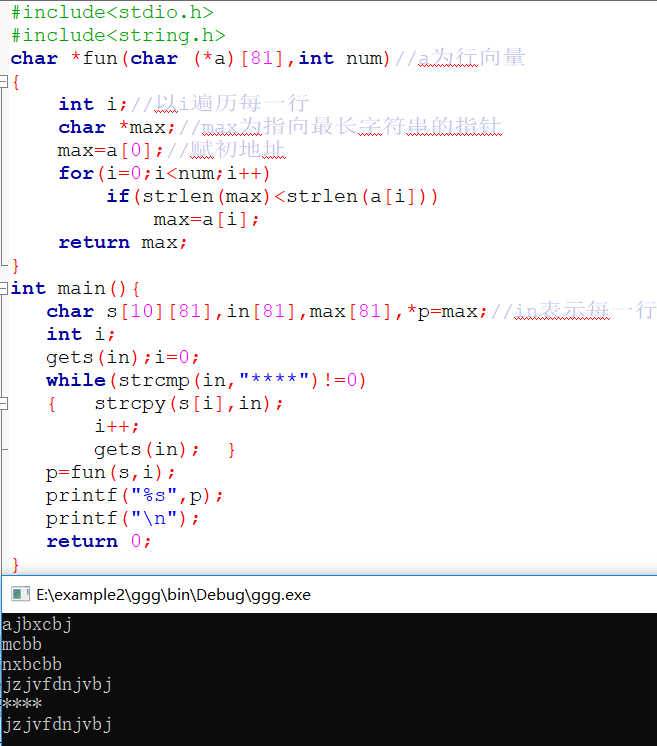 #include<stdio.h>
#include<string.h>
char *fun(char (*a)[81],int num)//a为行向量
{
int i;//以i遍历每一行
char *max;//max为指向最长字符串的指针
max=a[0];//赋初地址
for(i=0;i<num;i++)
if(strlen(max)<strlen(a[i]))
max=a[i];
return max;
}
int main(){
char s[10][81],in[81],max[81],*p=max;//in表示每一行
int i;
gets(in);i=0;
while(strcmp(in,"****")!=0)
{   strcpy(s[i],in);
i++;
gets(in);  }
p=fun(s,i);
printf("%s",p);
printf("\n");
return 0;
}
E:\example2\ggg\bin\Debug\ggg.exe
ajbxcbj
mcbb
nxbcbb
jzjvfdnjvbj
****
jzjvfdnjvbj